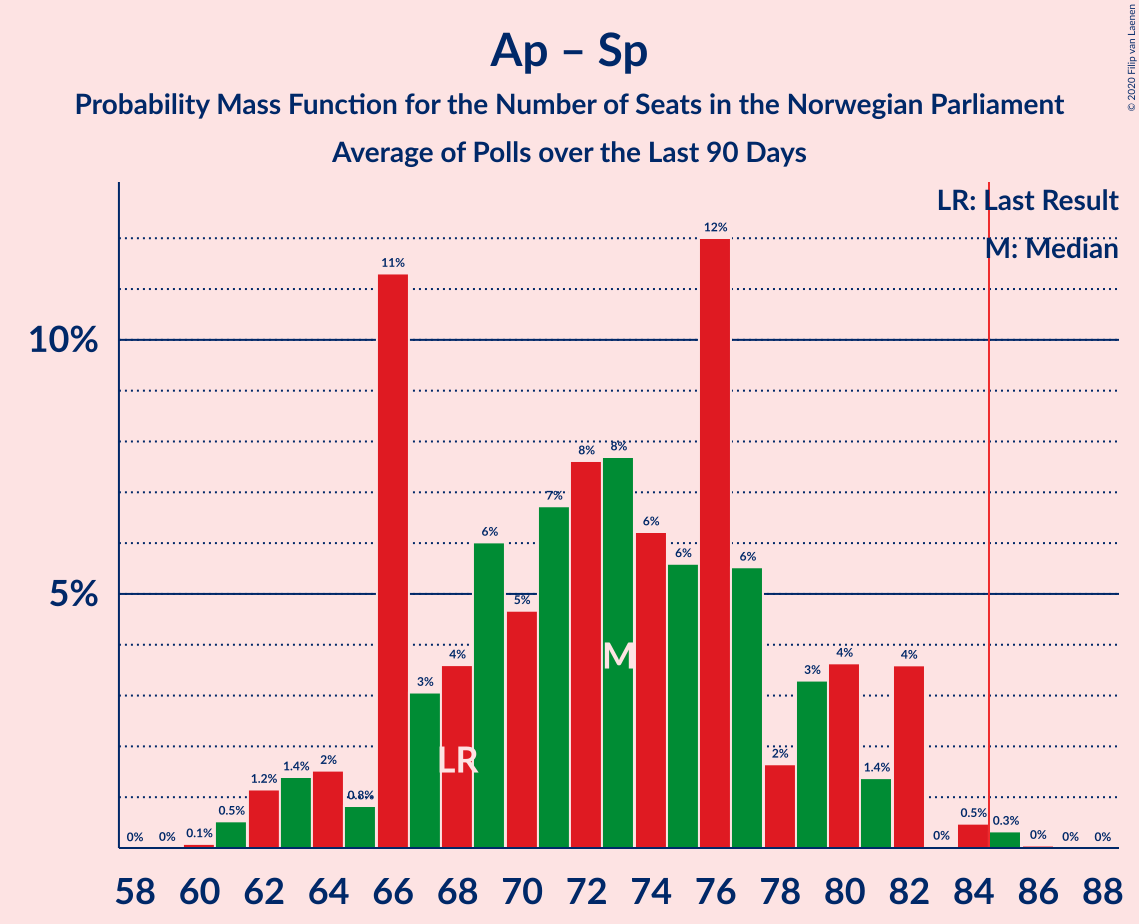 Ap – Sp
Probability Mass Function for the Number of Seats in the Norwegian Parliament
Average of Polls over the Last 90 Days
© 2020 Filip van Laenen
LR: Last Result
M: Median
10%
5%
0% 0% 0.1% 0.5% 1.2% 1.4% 2% 0.8% 11% 3% 4% 6% 5% 7% 8% 8% 6% 6% 12% 6% 2% 3% 4% 1.4% 4% 0% 0.5% 0.3% 0% 0% 0%
M
LR
58 60 62 64 66 68 70 72 74 76 78 80 82 84 86 88